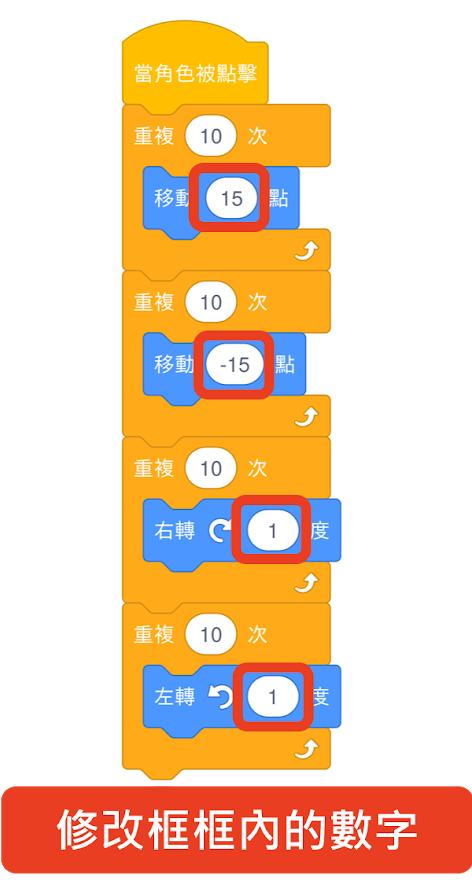 當角色被點擊
重複 10 次
移動 15 點
重複 10 次
移動 -15 點
重複 10 次
右轉 1 度
重複 10 次
左轉 1 度
修改框框內的數字